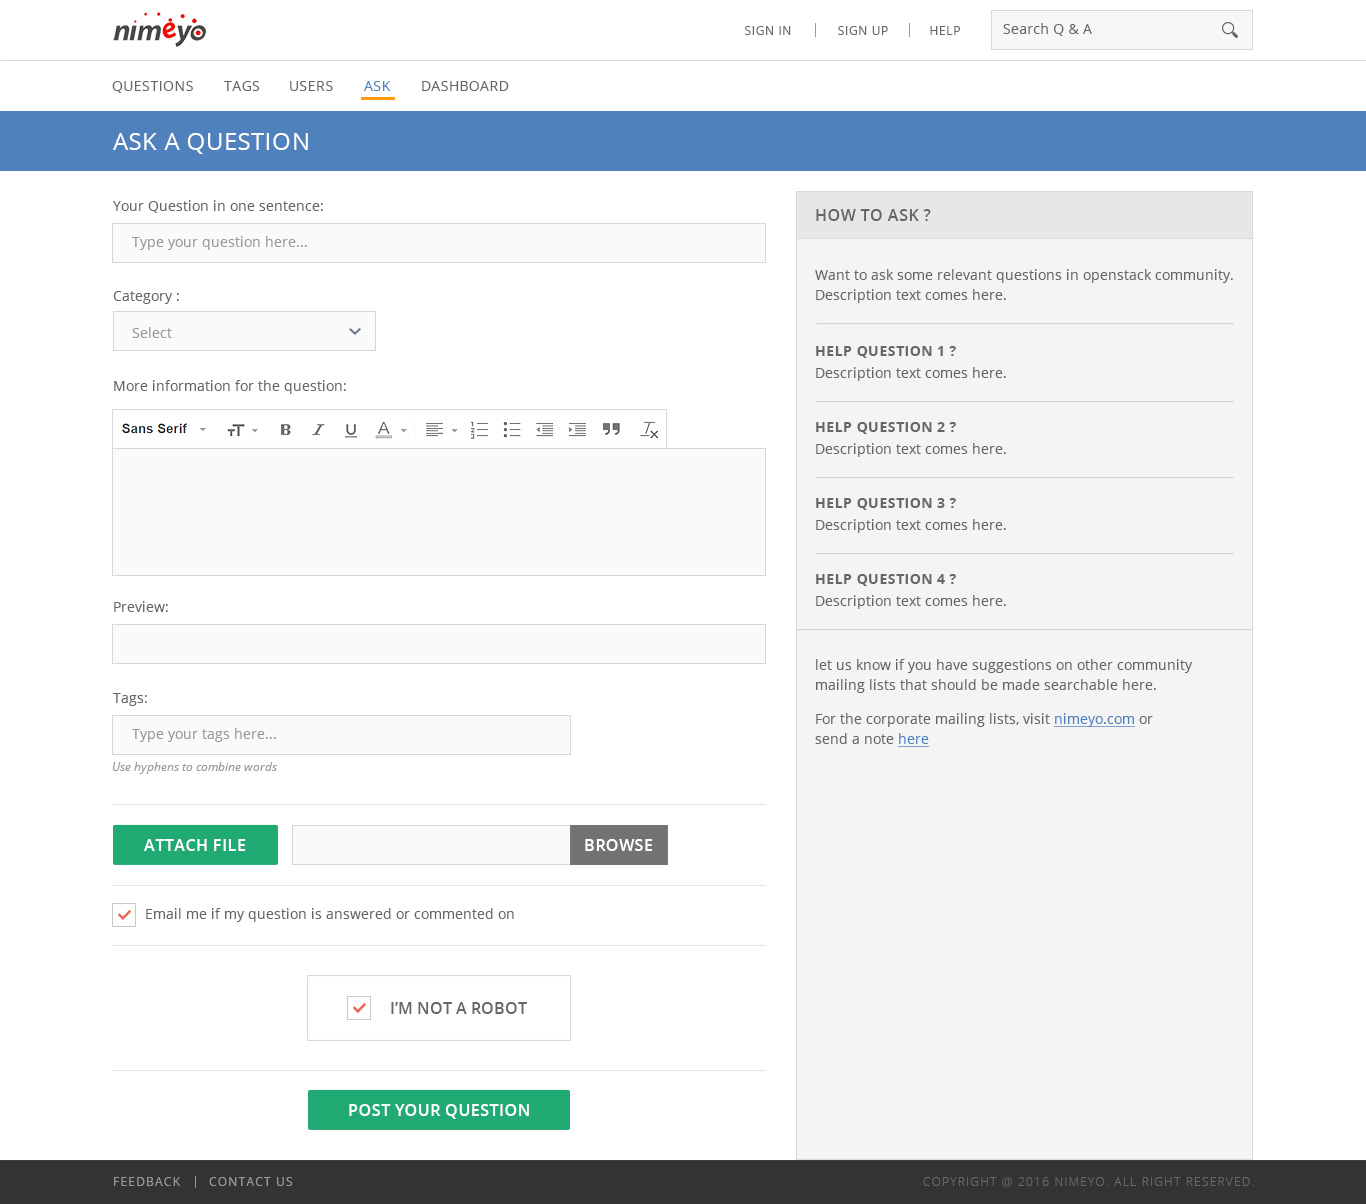 nimeyo
SIGN IN | SIGN UP | HELP
Search Q & A
QUESTIONS TAGS USERS ASK DASHBOARD
ASK A QUESTION
Your Question in one sentence:
Type your question here...
Category :
Select
More information for the question:
Sans Serif
Preview:
Tags:
Type your tags here...
Use hyphens to combine words
ATTACH FILE
BROWSE
Email me if my question is answered or commented on
I'M NOT A ROBOT
POST YOUR QUESTION
HOW TO ASK ?
Want to ask some relevant questions in openstack community.
Description text comes here.
HELP QUESTION 1 ?
Description text comes here.
HELP QUESTION 2 ?
Description text comes here.
HELP QUESTION 3 ?
Description text comes here.
HELP QUESTION 4 ?
Description text comes here.
let us know if you have suggestions on other community
mailing lists that should be made searchable here.
For the corporate mailing lists, visit nimeyo.com or
send a note here
FEEDBACK | CONTACT US
COPYRIGHT @ 2016 NIMEYO. ALL RIGHT RESERVED.